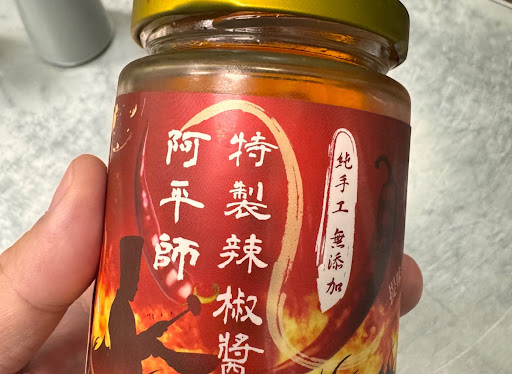 特製辣椒醬
阿平師
純手工 無添加